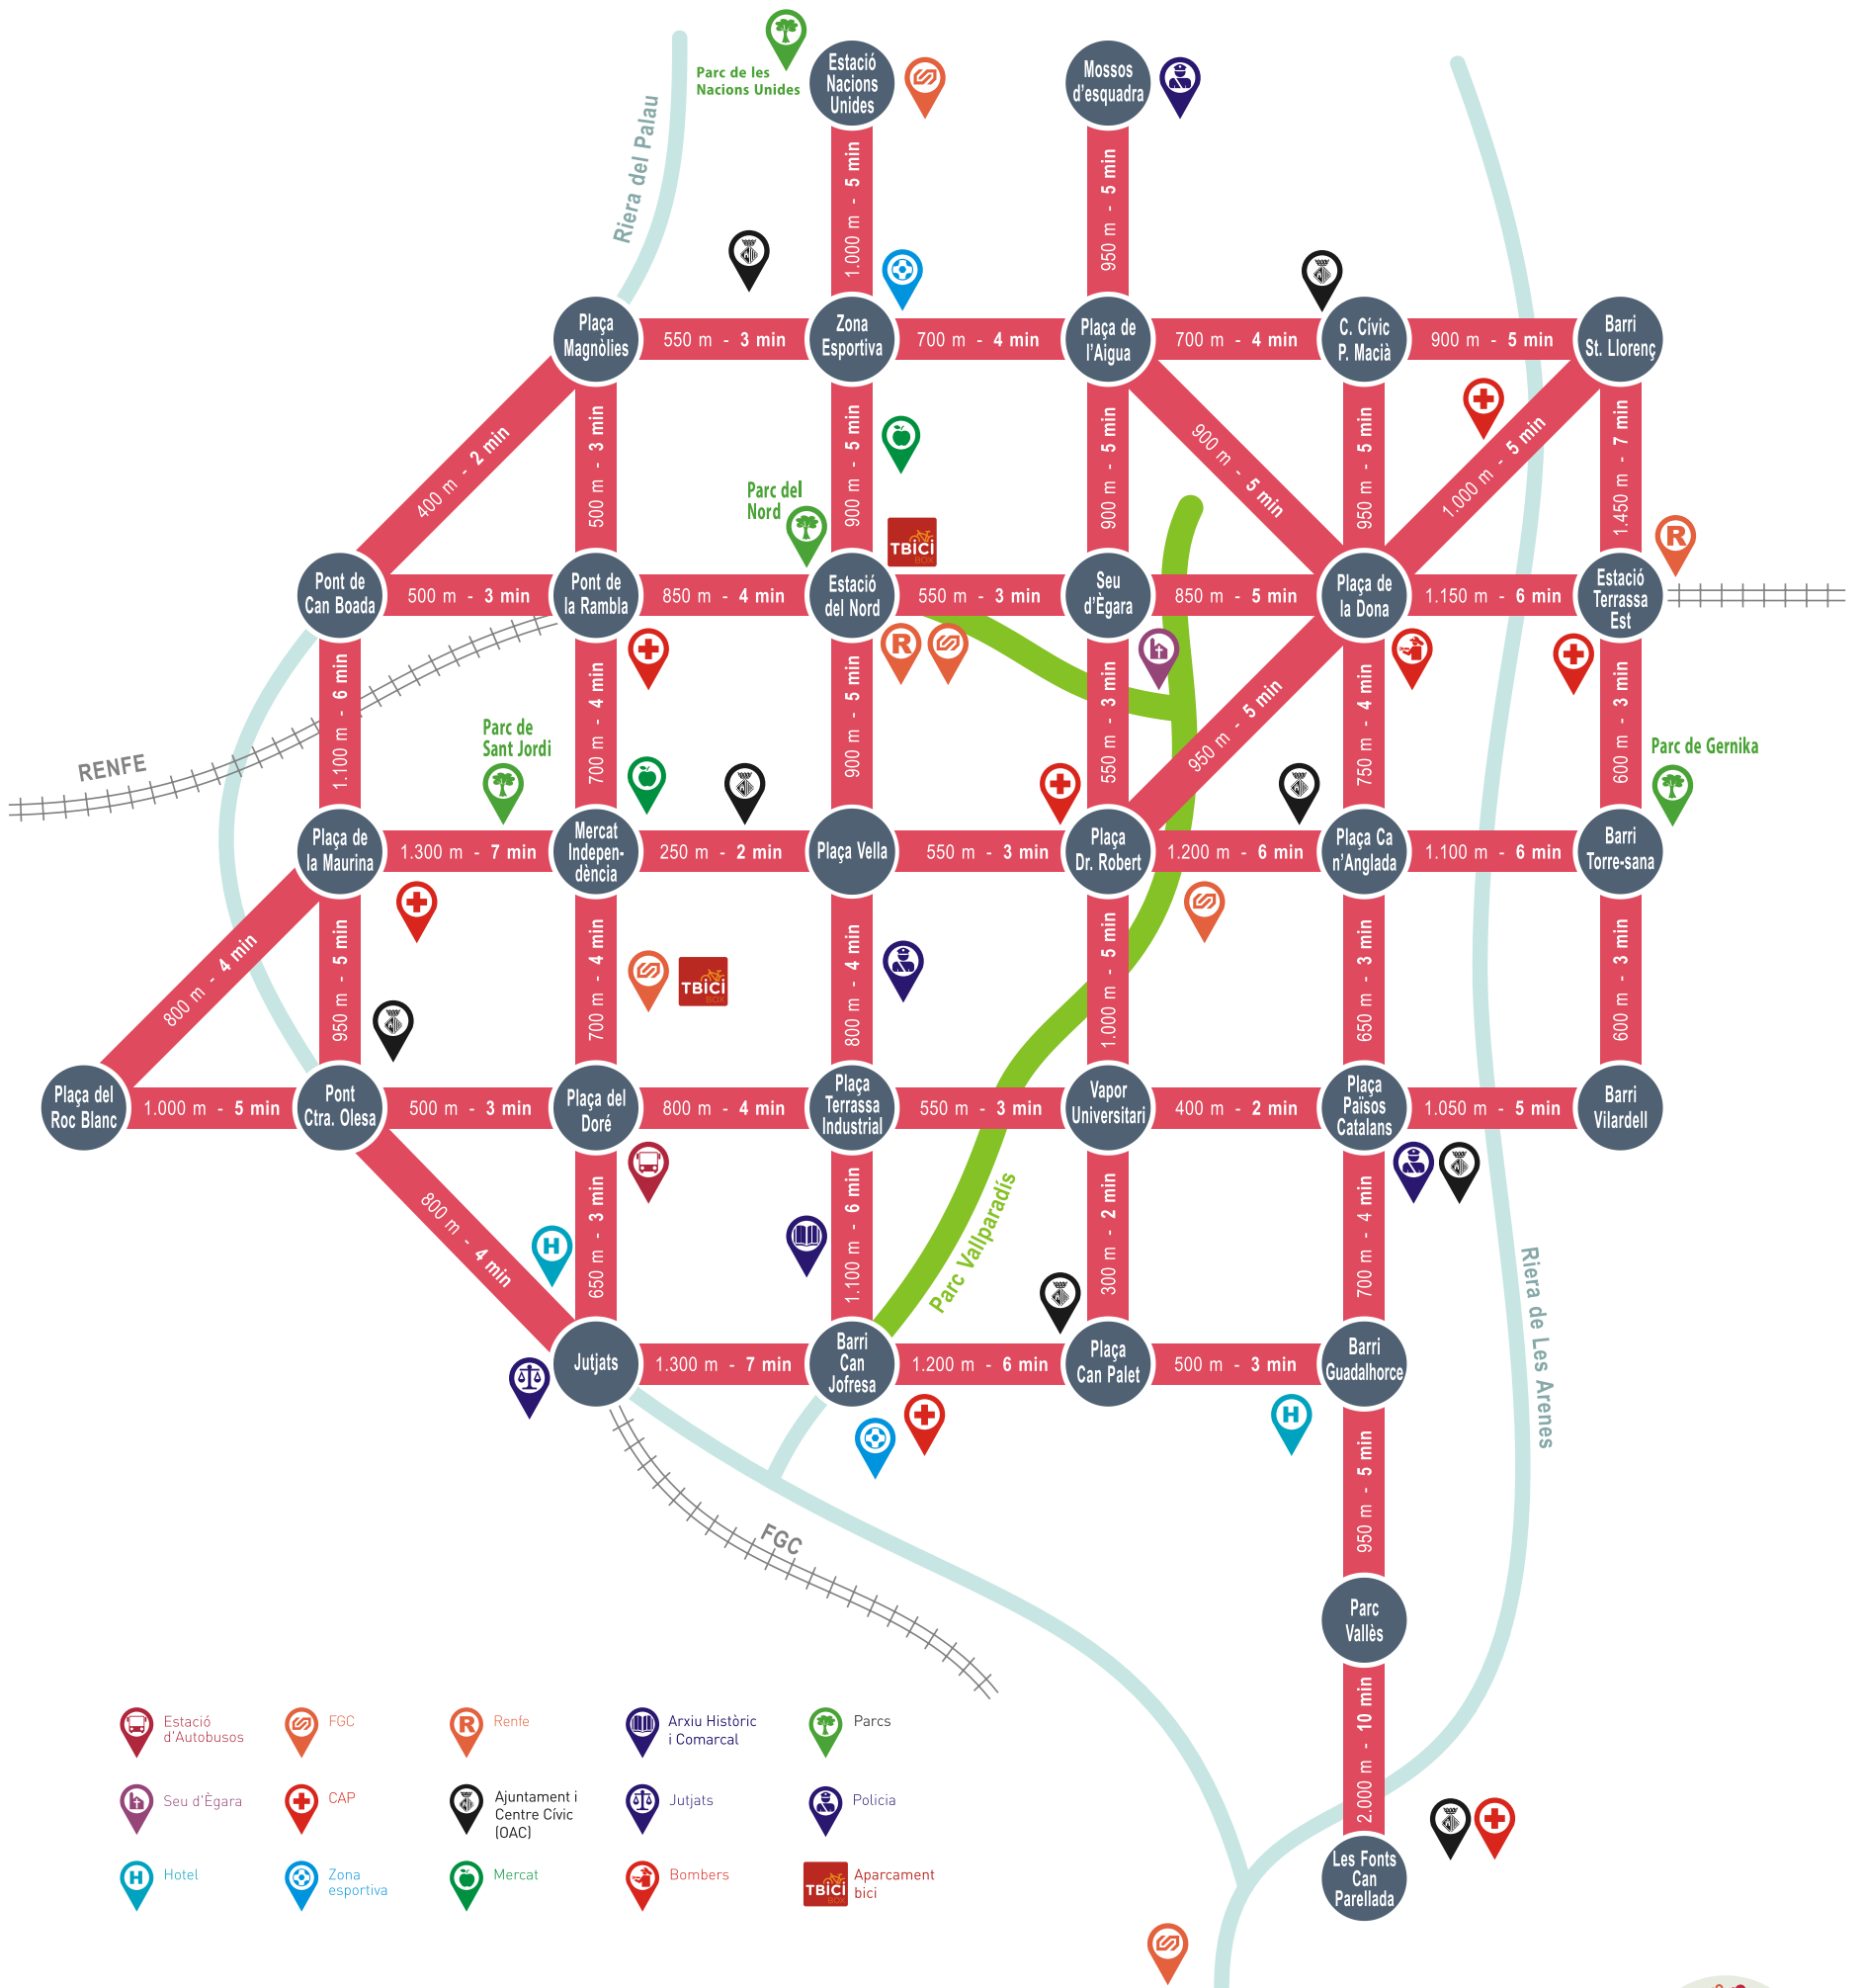 Parc de les
Nacions Unides
Estació
Nacions
Unides
Mossos
d'esquadra
Riera del Palau
1.000 m - 5 min
950 m - 5 min
Plaça
Magnòlies
550 m - 3 min
Zona
Esportiva
700 m - 4 min
Plaça de
l'Aigua
700 m - 4 min
C. Cívic
P. Macià
900 m - 5 min
Barri
St. Llorenç
400 m - 2 min
500 m - 3 min
900 m - 5 min
900 m - 5 min
900 m - 5 min
950 m - 5 min
1.000 m - 5 min
1.450 m - 7 min
Parc del
Nord
TBICI
BOX
R
Pont de
Can Boada
500 m - 3 min
Pont de
la Rambla
850 m - 4 min
Estació
del Nord
550 m - 3 min
Seu
d'Ègara
850 m - 5 min
Plaça de
la Dona
1.150 m - 6 min
Estació
Terrassa
Est
R
1.100 m - 6 min
700 m - 4 min
900 m - 5 min
550 m - 3 min
950 m - 5 min
750 m - 4 min
600 m - 3 min
RENFE
Parc de
Sant Jordi
Parc de Gernika
Plaça de
la Maurina
1.300 m - 7 min
Mercat
Indepen-
dència
250 m - 2 min
Plaça Vella
550 m - 3 min
Plaça
Dr. Robert
1.200 m - 6 min
Plaça Ca
n'Anglada
1.100 m - 6 min
Barri
Torre-sana
800 m - 4 min
950 m - 5 min
700 m - 4 min
TBICI
BOX
800 m - 4 min
1.000 m - 5 min
650 m - 3 min
600 m - 3 min
Plaça del
Roc Blanc
1.000 m - 5 min
Pont
Ctra. Olesa
500 m - 3 min
Plaça del
Doré
800 m - 4 min
Plaça
Terrassa
Industrial
550 m - 3 min
Vapor
Universitari
400 m - 2 min
Plaça
Països
Catalans
1.050 m - 5 min
Barri
Vilardell
800 m - 4 min
H
650 m - 3 min
1.100 m - 6 min
Parc Vallparadís
300 m - 2 min
700 m - 4 min
Riera de Les Arenes
Jutjats
1.300 m - 7 min
Barri
Can
Jofresa
1.200 m - 6 min
Plaça
Can Palet
500 m - 3 min
Barri
Guadalhorce
H
950 m - 5 min
FGC
Parc
Vallès
2.000 m - 10 min
Les Fonts
Can
Parellada
Estació
d'Autobusos
FGC
R
Renfe
Arxiu Històric
i Comarcal
Parcs
Seu d'Ègara
CAP
Ajuntament i
Centre Cívic
(OAC)
Jutjats
Policia
H
Hotel
Zona
esportiva
Mercat
Bombers
TBICI
BOX
Aparcament
bici